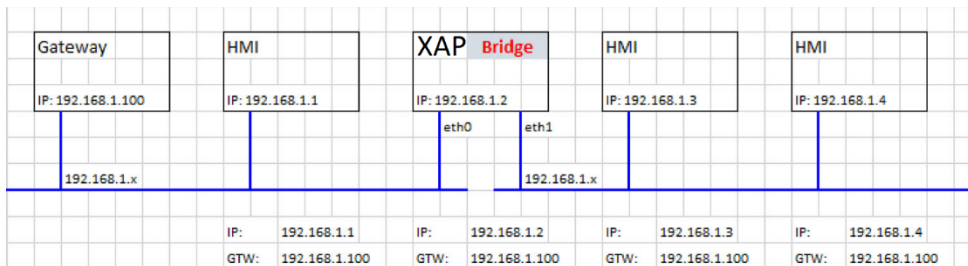 Gateway
HMI
XAP Bridge
HMI
HMI
IP: 192.168.1.100
IP: 192.168.1.1
IP: 192.168.1.2
IP: 192.168.1.3
IP: 192.168.1.4
eth0
eth1
192.168.1.x
192.168.1.x
IP: 192.168.1.1
IP: 192.168.1.2
IP: 192.168.1.3
IP: 192.168.1.4
GTW: 192.168.1.100
GTW: 192.168.1.100
GTW: 192.168.1.100
GTW: 192.168.1.100